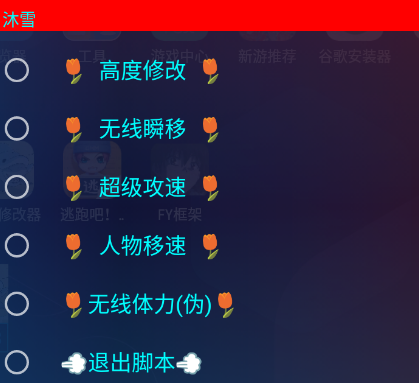 沐雪
工具 游戏中心 新游推荐 谷歌安装器
🌷 高度修改 🌷
🌷 无线瞬移 🌷
🌷 超级攻速 🌷
修改器 逃跑吧！.. FY框架
🌷 人物移速 🌷
🌷无线体力(伪)🌷
💨退出脚本💨